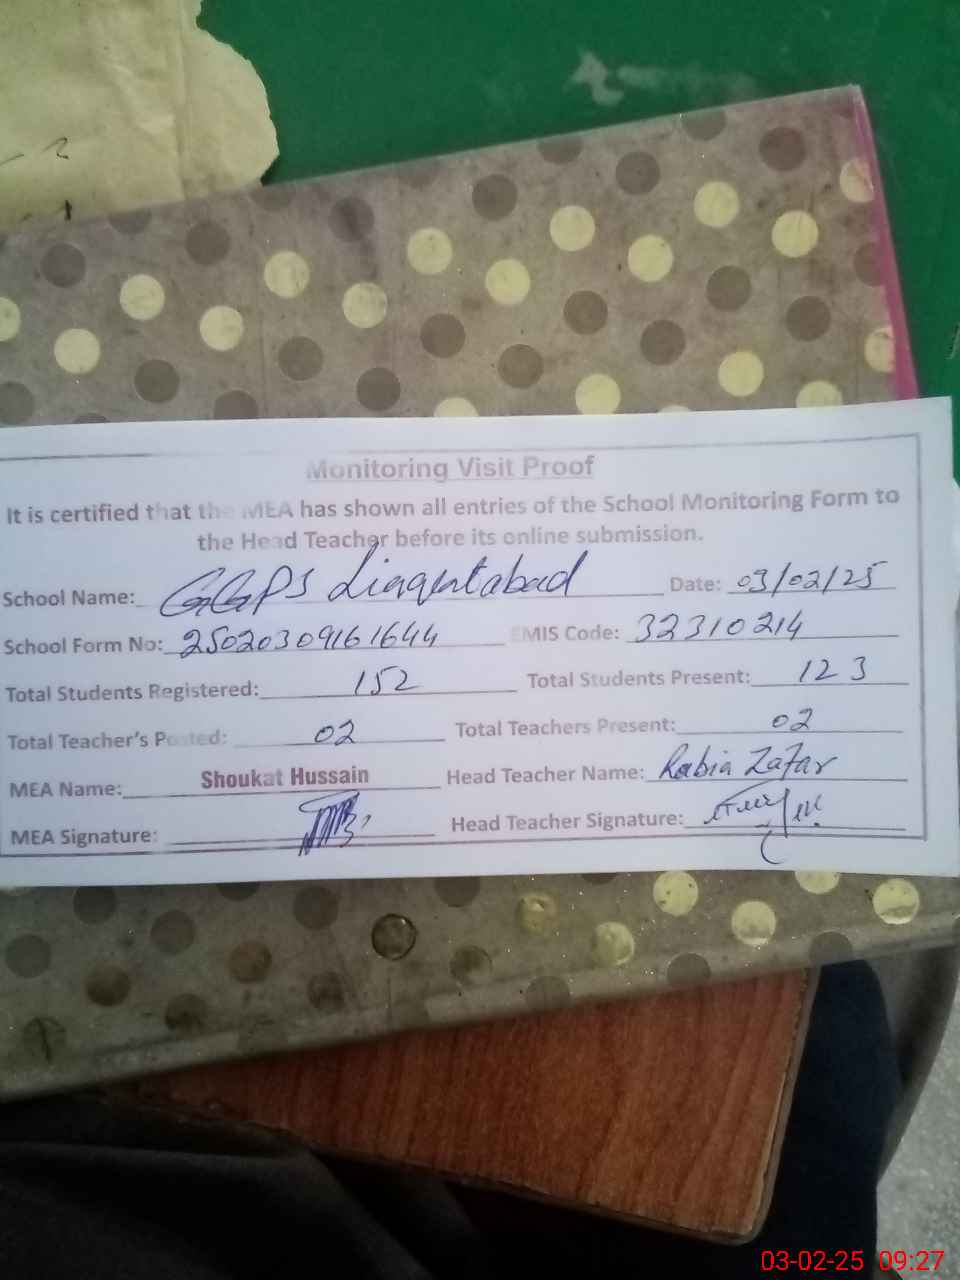 Monitoring Visit Proof
It is certified that the MEA has shown all entries of the School Monitoring Form to
the Head Teacher before its online submission.
School Name: GGPS Liaquatabad Date: 03/02/25
School Form No: 25020309161644 EMIS Code: 32310214
Total Students Registered: 152 Total Students Present: 123
Total Teacher's Posted: 02 Total Teachers Present: 02
MEA Name: Shoukat Hussain Head Teacher Name: Rabia Zafar
MEA Signature: Head Teacher Signature:
03-02-25 09:27